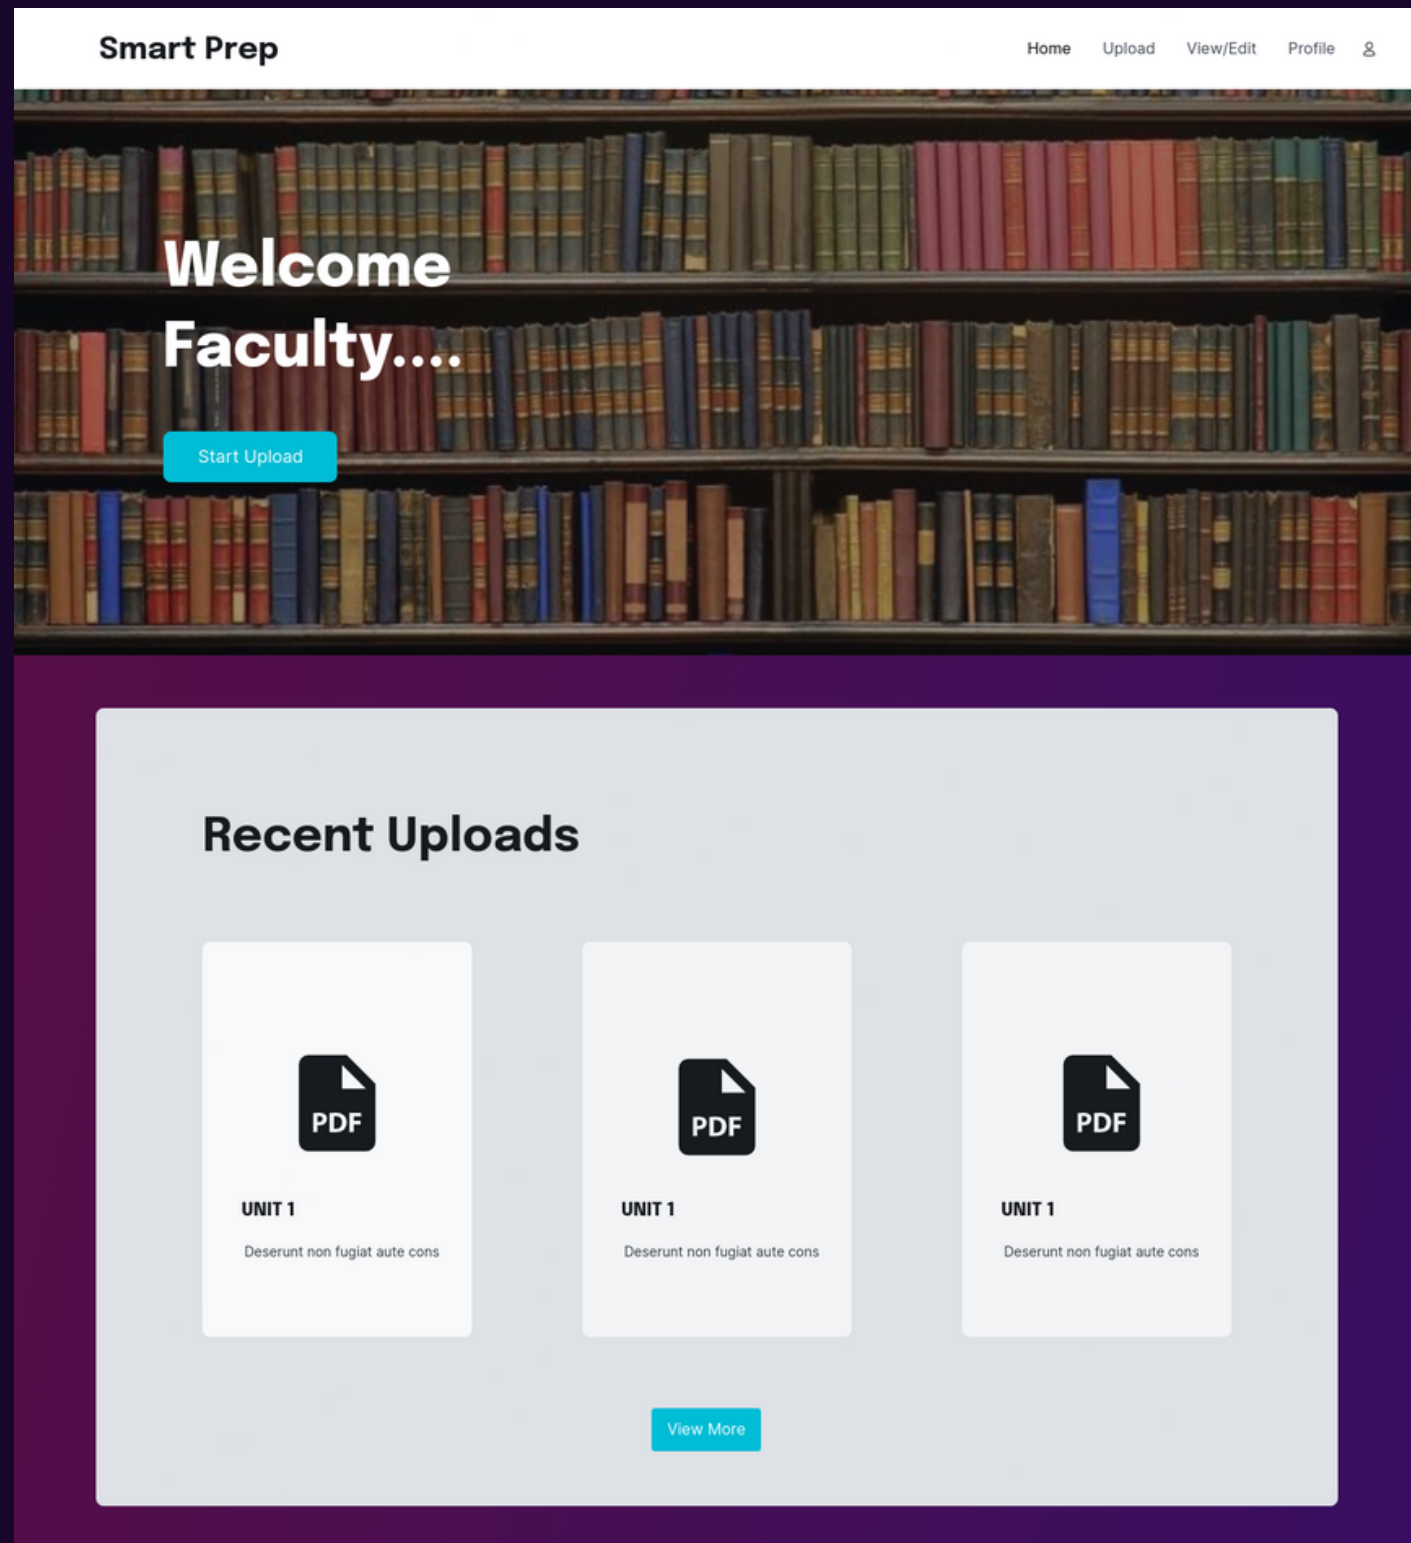 Smart Prep
Home Upload View/Edit Profile
Welcome
Faculty....
Start Upload
Recent Uploads
PDF PDF PDF
UNIT 1 UNIT 1 UNIT 1
Deserunt non fugiat aute cons Deserunt non fugiat aute cons Deserunt non fugiat aute cons
View More